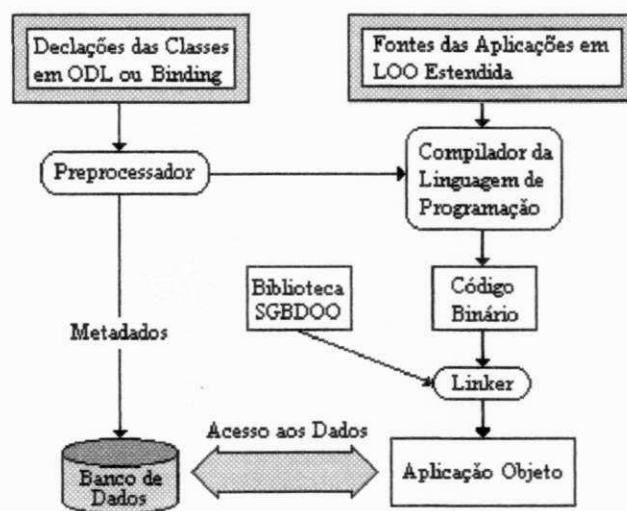 Declações das Classes
em ODL ou Binding
Fontes das Aplicações em
LOO Estendida
Preprocessador
Compilador da
Linguagem de
Programação
Biblioteca
SGBDOO
Código
Binário
Metadados
Linker
Acesso aos Dados
Banco de
Dados
Aplicação Objeto